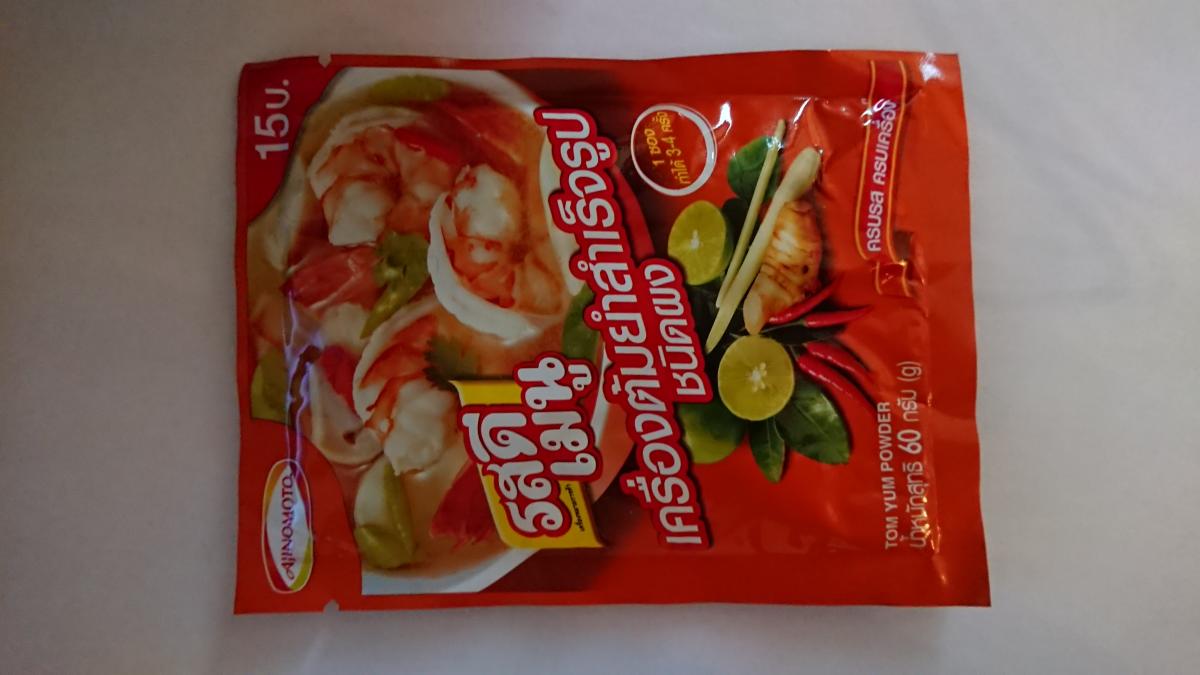 AJINOMOTO
15 บ.
รสดี
เมนู
เครื่องต้มยำสำเร็จรูป
ชนิดผง
1 ซอง
ทำได้ 3-4 ครั้ง
ครบรส ครบเครื่อง
TOM YUM POWDER
น้ำหนักสุทธิ 60 กรัม (g)